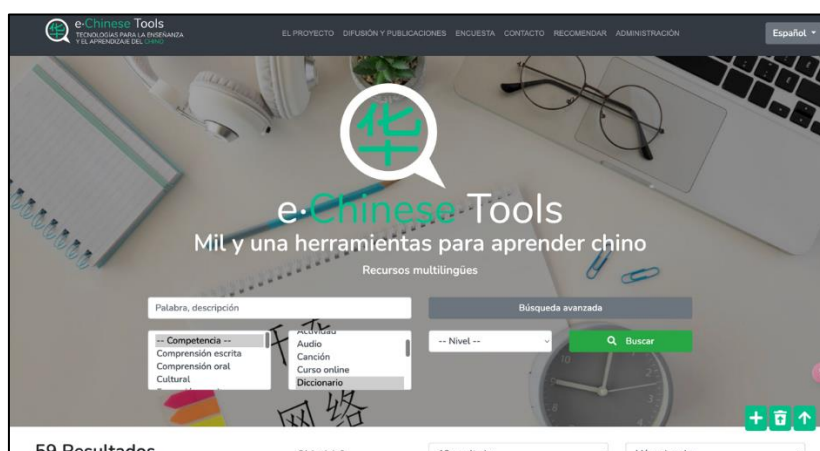 e·Chinese Tools
TECNOLOGÍAS PARA LA ENSEÑANZA
Y EL APRENDIZAJE DEL CHINO
EL PROYECTO DIFUSIÓN Y PUBLICACIONES ENCUESTA CONTACTO RECOMENDAR ADMINISTRACIÓN
Español
华
e·Chinese Tools
Mil y una herramientas para aprender chino
Recursos multilingües
Palabra, descripción
Búsqueda avanzada
-- Competencia --
Comprensión escrita
Comprensión oral
Cultural
Actividad
Audio
Canción
Curso online
Diccionario
-- Nivel --
Buscar
网络
59 Resultados